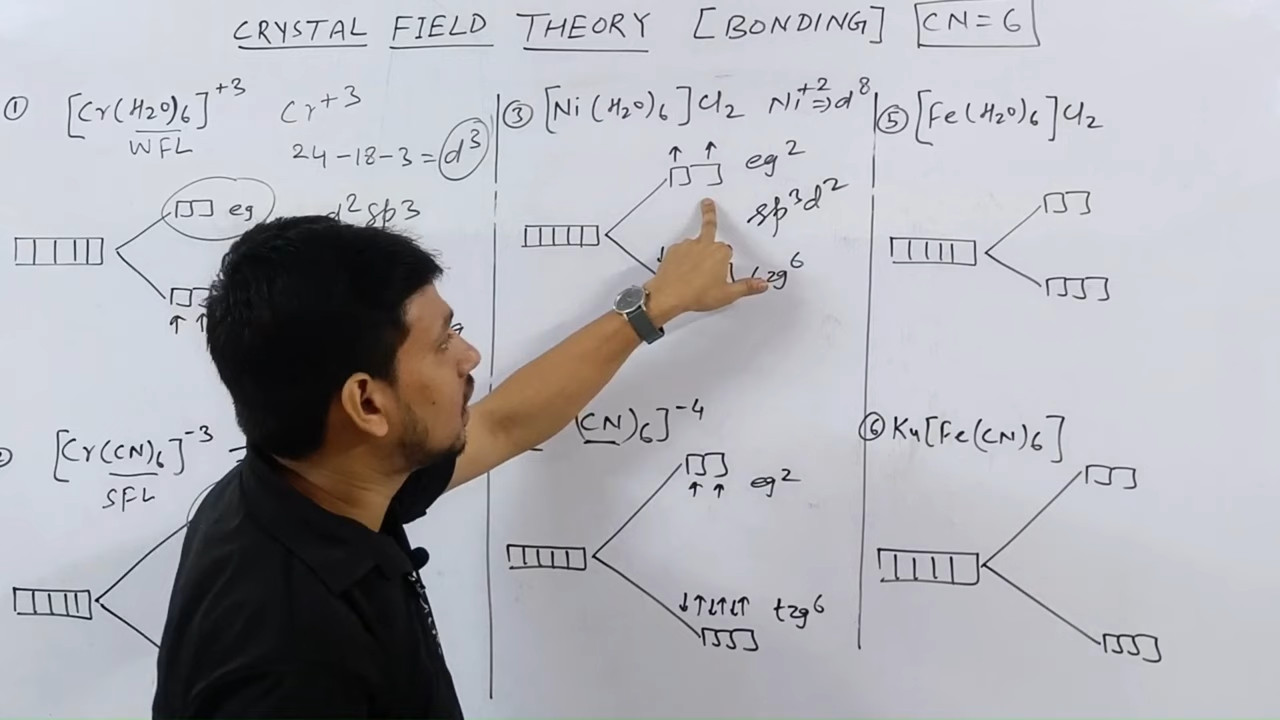 CRYSTAL FIELD THEORY [BONDING] CN=6
① [Cr(H2O)6]+3 Cr+3
WFL
24-18-3=d3
eg d2sp3
[Cr(CN)6]-3
SFL
③ [Ni(H2O)6]Cl2 Ni+2⇒d8
↑ ↑ eg2
sp3d2
t2g6
CN)6]-4
↑ ↑ eg2
↓↑↓↑↓↑ t2g6
⑤ [Fe(H2O)6]Cl2
⑥ K4[Fe(CN)6]